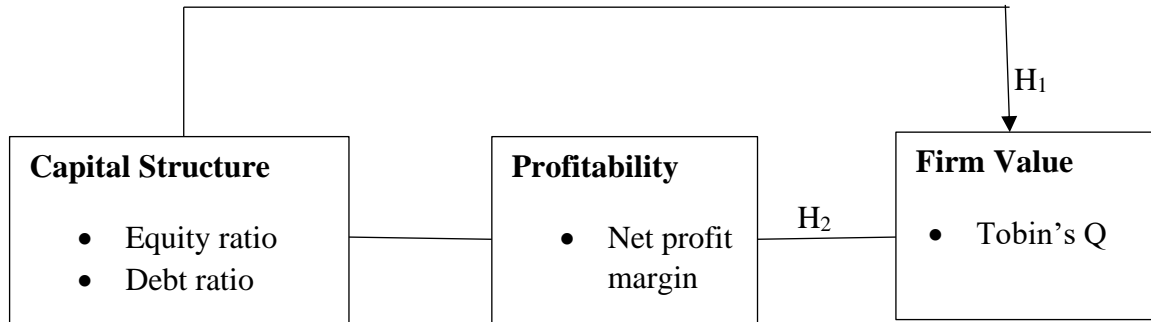 H₁
Capital Structure
• Equity ratio
• Debt ratio
Profitability
• Net profit
margin
H₂
Firm Value
• Tobin’s Q